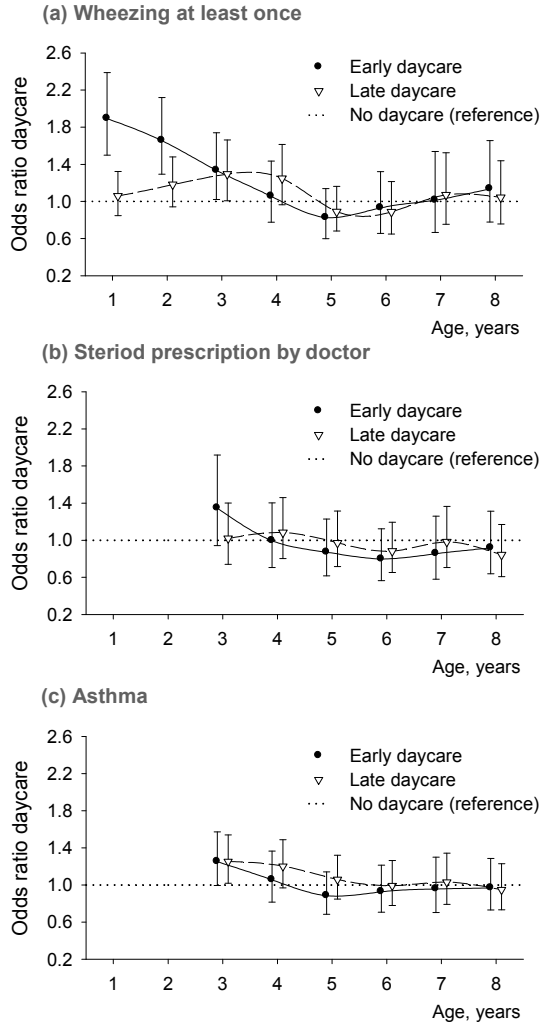 (a) Wheezing at least once
Odds ratio daycare
2.6
2.2
1.8
1.4
1.0
0.6
0.2
Early daycare
Late daycare
No daycare (reference)
1 2 3 4 5 6 7 8
Age, years
(b) Steriod prescription by doctor
Odds ratio daycare
2.6
2.2
1.8
1.4
1.0
0.6
0.2
Early daycare
Late daycare
No daycare (reference)
1 2 3 4 5 6 7 8
Age, years
(c) Asthma
Odds ratio daycare
2.6
2.2
1.8
1.4
1.0
0.6
0.2
Early daycare
Late daycare
No daycare (reference)
1 2 3 4 5 6 7 8
Age, years